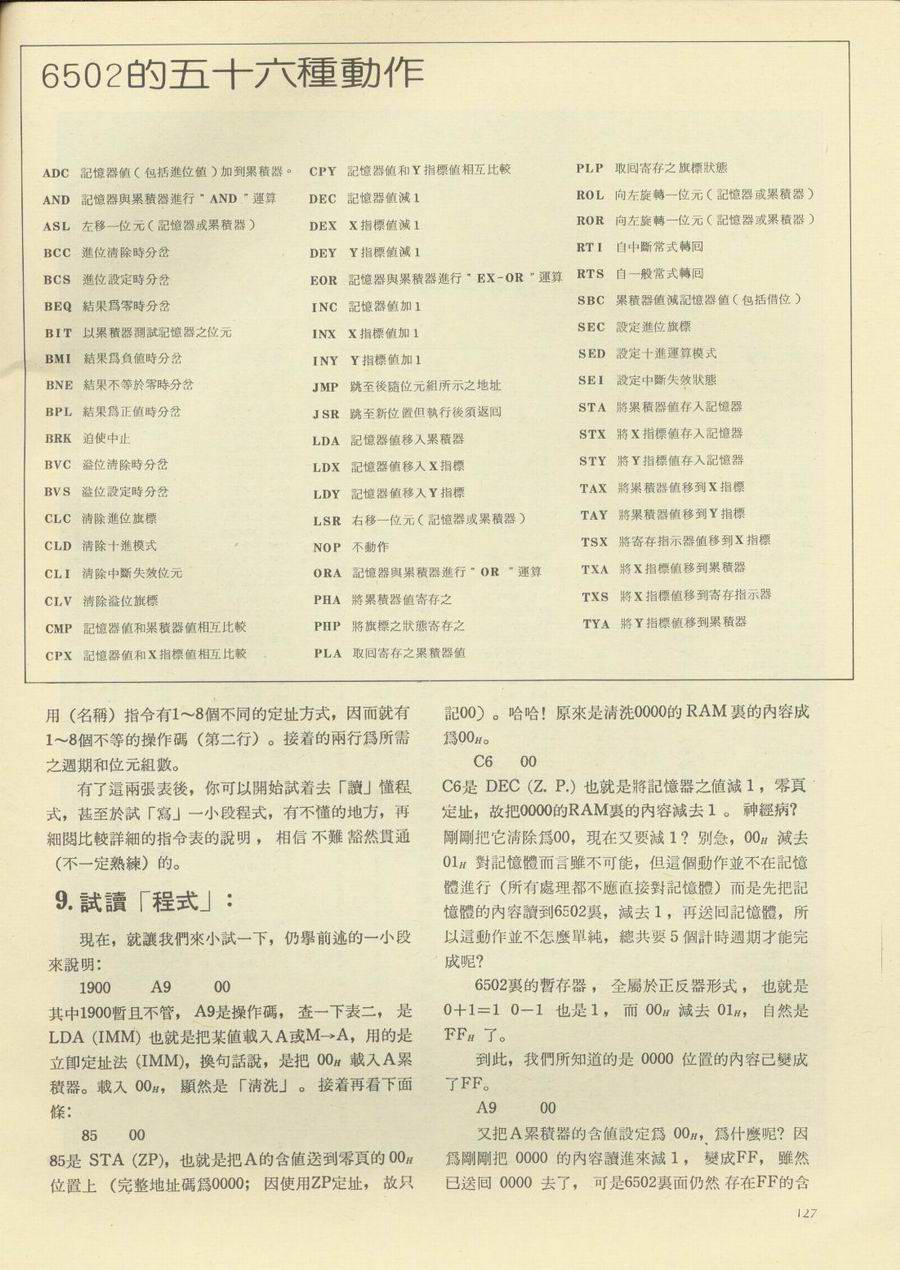 6502的五十六種動作
ADC 記憶器値(包括進位値)加到累積器。
AND 記憶器與累積器進行"AND"運算
ASL 左移一位元(記憶器或累積器)
BCC 進位清除時分岔
BCS 進位設定時分岔
BEQ 結果爲零時分岔
BIT 以累積器測試記憶器之位元
BMI 結果爲負値時分岔
BNE 結果不等於零時分岔
BPL 結果爲正値時分岔
BRK 迫使中止
BVC 溢位清除時分岔
BVS 溢位設定時分岔
CLC 清除進位旗標
CLD 清除十進模式
CLI 清除中斷失效位元
CLV 清除溢位旗標
CMP 記憶器値和累積器値相互比較
CPX 記憶器値和X指標値相互比較
CPY 記憶器値和Y指標値相互比較
DEC 記憶器値減1
DEX X指標値減1
DEY Y指標値減1
EOR 記憶器與累積器進行"EX-OR"運算
INC 記憶器値加1
INX X指標値加1
INY Y指標値加1
JMP 跳至後隨位元組所示之地址
JSR 跳至新位置但執行後須返回
LDA 記憶器値移入累積器
LDX 記憶器値移入X指標
LDY 記憶器値移入Y指標
LSR 右移一位元(記憶器或累積器)
NOP 不動作
ORA 記憶器與累積器進行"OR"運算
PHA 將累積器値寄存之
PHP 將旗標之狀態寄存之
PLA 取回寄存之累積器値
PLP 取回寄存之旗標狀態
ROL 向左旋轉一位元(記憶器或累積器)
ROR 向左旋轉一位元(記憶器或累積器)
RTI 自中斷常式轉回
RTS 自一般常式轉回
SBC 累積器値減記憶器値(包括借位)
SEC 設定進位旗標
SED 設定十進運算模式
SEI 設定中斷失效狀態
STA 將累積器値存入記憶器
STX 將X指標値存入記憶器
STY 將Y指標値存入記憶器
TAX 將累積器値移到X指標
TAY 將累積器値移到Y指標
TSX 將寄存指示器値移到X指標
TXA 將X指標値移到累積器
TXS 將X指標値移到寄存指示器
TYA 將Y指標値移到累積器
用(名稱)指令有1~8個不同的定址方式,因而就有
1~8個不等的操作碼(第二行)。接着的兩行爲所需
之週期和位元組數。
有了這兩張表後,你可以開始試着去「讀」懂程
式,甚至於試「寫」一小段程式,有不懂的地方,再
細閱比較詳細的指令表的說明,相信不難豁然貫通
(不一定熟練)的。
9.試讀「程式」:
現在,就讓我們來小試一下,仍擧前述的一小段
來說明:
1900 A9 00
其中1900暫且不管,A9是操作碼,查一下表二,是
LDA (IMM) 也就是把某値載入A或M→A,用的是
立卽定址法 (IMM),換句話說,是把 00H 載入A累
積器。載入 00H,顯然是「清洗」。接着再看下面
條:
85 00
85是 STA (ZP),也就是把A的含値送到零頁的 00H
位置上(完整地址碼爲0000;因使用ZP定址,故只
記00)。哈哈!原來是清洗0000的 RAM 裏的內容成
爲00H。
C6 00
C6是 DEC (Z. P.) 也就是將記憶器之値減1,零頁
定址,故把0000的RAM裏的內容減去1。神經病?
剛剛把它清除爲00,現在又要減1?別急,00H 減去
01H 對記憶體而言雖不可能,但這個動作並不在記憶
體進行(所有處理都不應直接對記憶體)而是先把記
憶體的內容讀到6502裏,減去1,再送回記憶體,所
以這動作並不怎麼單純,總共要5個計時週期才能完
成呢?
6502裏的暫存器,全屬於正反器形式,也就是
0+1=1 0-1 也是1,而 00H 減去 01H,自然是
FFH 了。
到此,我們所知道的是 0000 位置的內容已變成
了FF。
A9 00
又把A累積器的含値設定爲 00H,爲什麼呢?因
爲剛剛把 0000 的內容讀進來減1,變成FF,雖然
已送回 0000 去了,可是6502裏面仍然存在FF的含
127